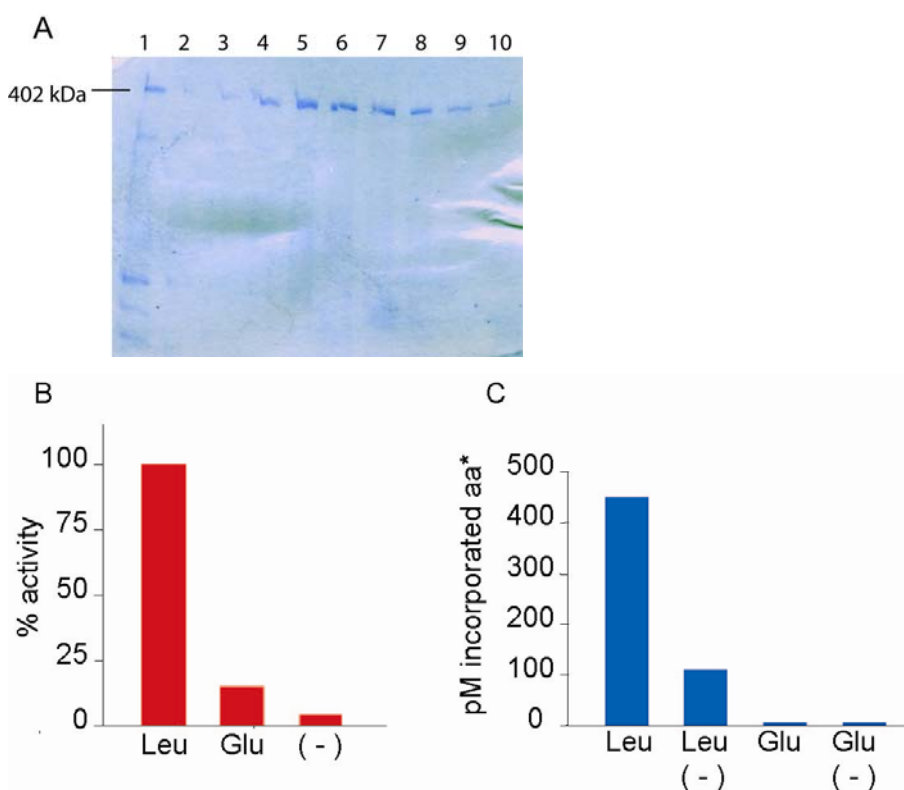 A
1 2 3 4 5 6 7 8 9 10
402 kDa
B
% activity
100
75
50
25
0
Leu Glu ( - )
C
pM incorporated aa*
500
400
300
200
100
0
Leu Leu Glu Glu
( - ) ( - )